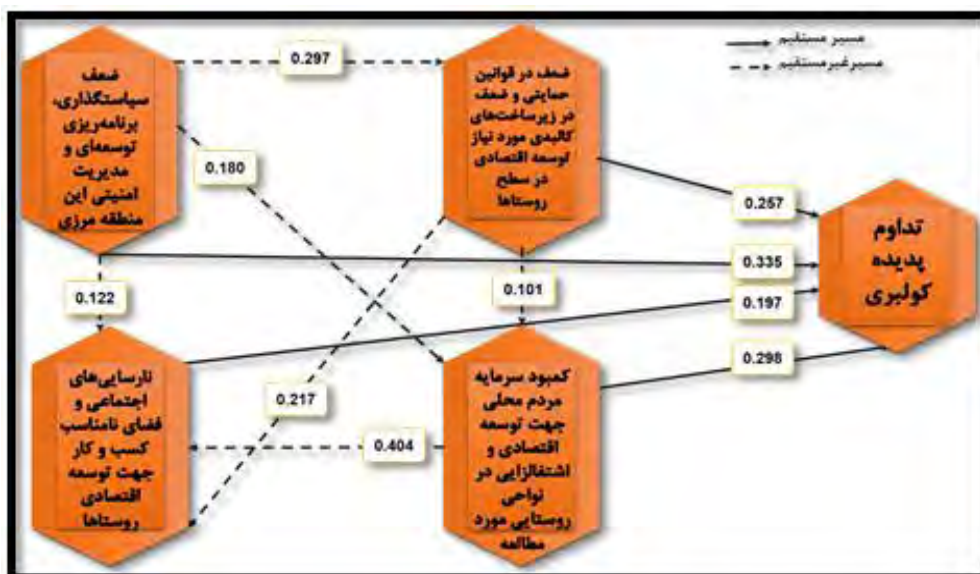 مسیر مستقیم
مسیر غیرمستقیم
ضعف
سیاستگذاری،
برنامه‌ریزی
توسعه‌ای و
مدیریت
امنیتی این
منطقه مرزی
0.297
ضعف در قوانین
حمایتی و ضعف
در زیرساخت‌های
کالبدی مورد نیاز
توسعه اقتصادی
در سطح
روستاها
0.180
0.257
تداوم
پدیده
کولبری
0.335
0.122
0.101
0.197
نارسایی‌های
اجتماعی و
فضای نامناسب
کسب و کار
جهت توسعه
اقتصادی
روستاها
0.217
0.404
کمبود سرمایه
مردم محلی
جهت توسعه
اقتصادی و
اشتغالزایی در
نواحی
روستایی مورد
مطالعه
0.298